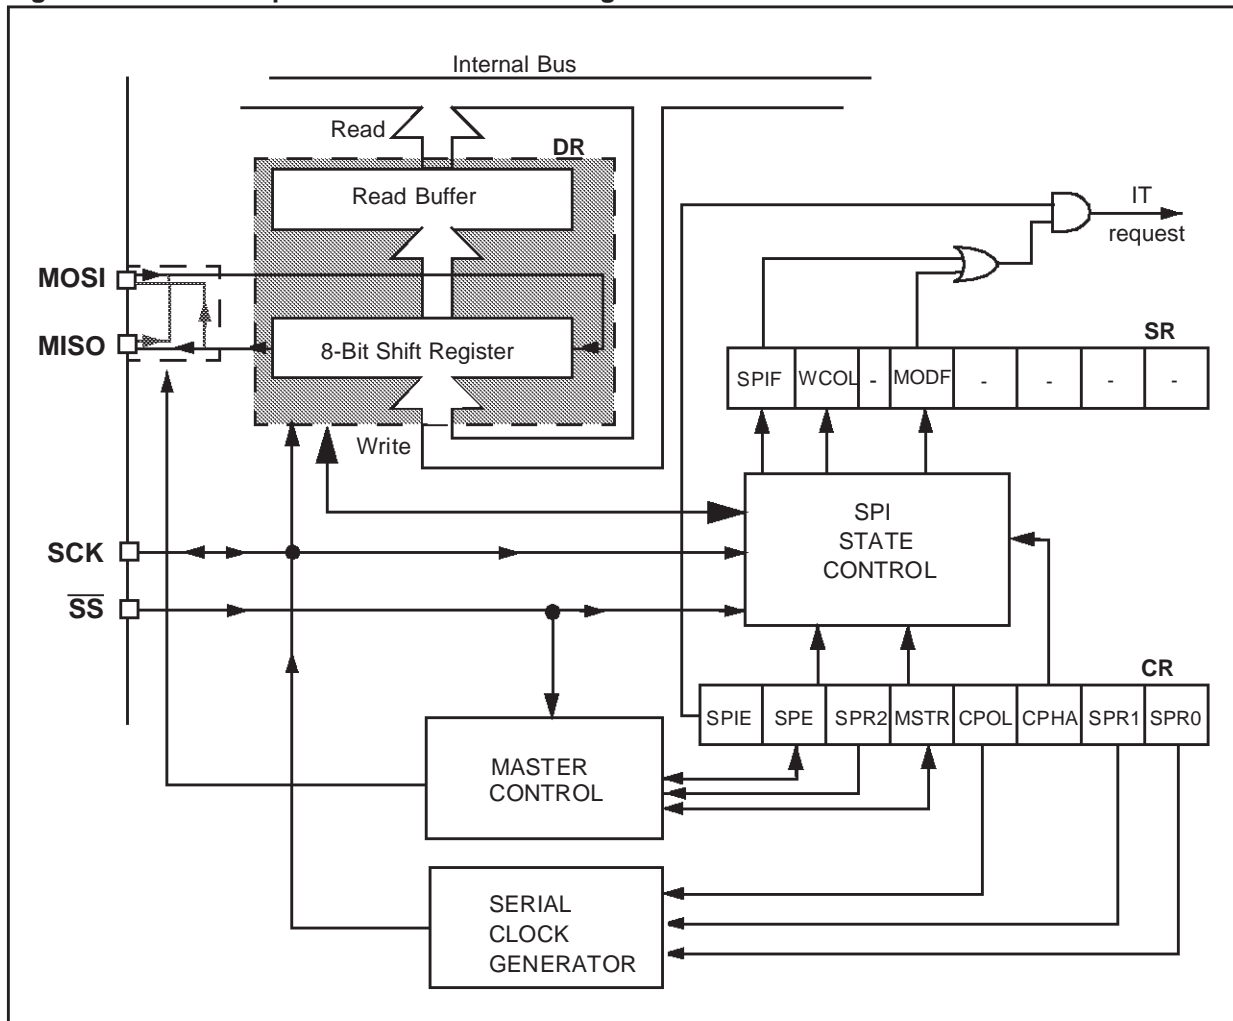 Internal Bus
Read
DR
Read Buffer
IT
request
MOSI
MISO
8-Bit Shift Register
SR
SPIF WCOL - MODF - - - -
Write
SPI
STATE
CONTROL
SCK
SS
CR
SPIE SPE SPR2 MSTR CPOL CPHA SPR1 SPR0
MASTER
CONTROL
SERIAL
CLOCK
GENERATOR